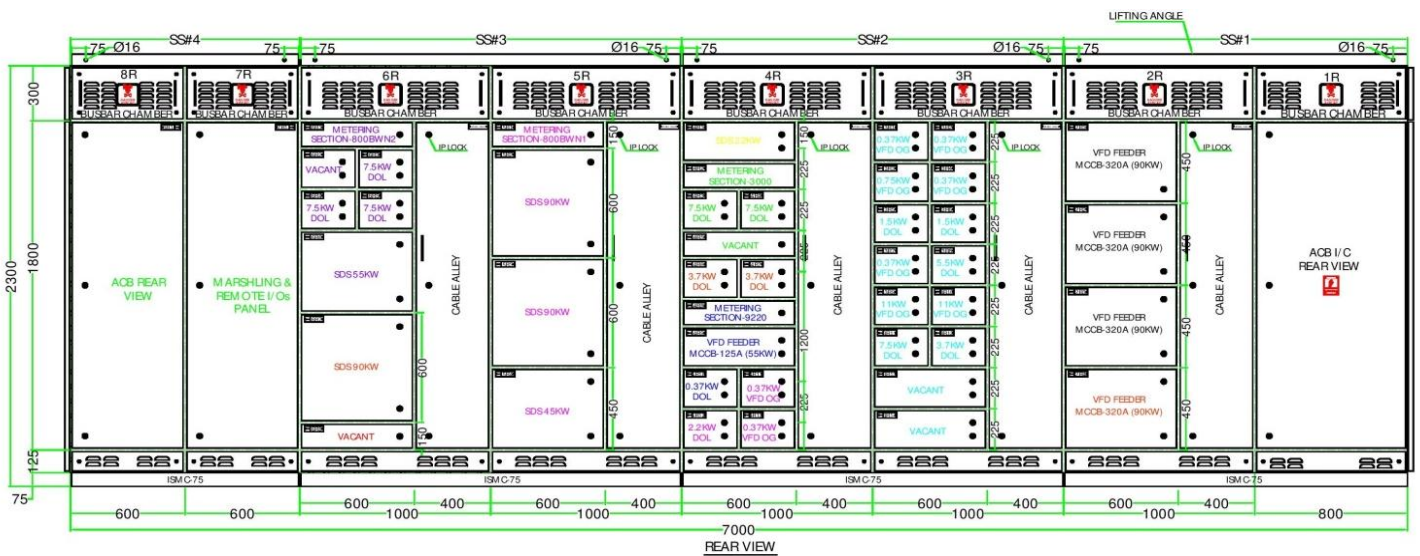 LIFTING ANGLE
SS#4
SS#3
SS#2
SS#1
75 Ø16 75
75 Ø16 75
75 Ø16 75
75 Ø16 75
8R
7R
6R
5R
4R
3R
2R
1R
BUSBAR CHAMBER
BUSBAR CHAMBER
BUSBAR CHAMBER
BUSBAR CHAMBER
BUSBAR CHAMBER
BUSBAR CHAMBER
BUSBAR CHAMBER
BUSBAR CHAMBER
2300
300
1800
125
75
ACB REAR
VIEW
MARSHLING &
REMOTE I/Os
PANEL
METERING
SECTION-800BWN2
VACANT
7.5KW
DOL
7.5KW
DOL
7.5KW
DOL
SDS55KW
SDS90KW
VACANT
600
150
IP LOCK
CABLE ALLEY
METERING
SECTION-800BWN1
SDS90KW
SDS90KW
SDS45KW
150
600
600
450
IP LOCK
CABLE ALLEY
SDS22KW
METERING
SECTION-3000
7.5KW
DOL
7.5KW
DOL
VACANT
3.7KW
DOL
3.7KW
DOL
METERING
SECTION-9220
VFD FEEDER
MCCB-125A (55KW)
0.37KW
DOL
0.37KW
VFD OG
2.2KW
DOL
0.37KW
VFD OG
150
225
225
225
1200
225
IP LOCK
CABLE ALLEY
0.37KW
VFD OG
0.37KW
VFD OG
0.75KW
VFD OG
0.37KW
VFD OG
1.5KW
DOL
1.5KW
DOL
0.37KW
VFD OG
5.5KW
DOL
11KW
VFD OG
11KW
VFD OG
7.5KW
DOL
3.7KW
DOL
VACANT
VACANT
225
225
225
225
225
225
225
225
IP LOCK
CABLE ALLEY
VFD FEEDER
MCCB-320A (90KW)
VFD FEEDER
MCCB-320A (90KW)
VFD FEEDER
MCCB-320A (90KW)
VFD FEEDER
MCCB-320A (90KW)
450
450
450
450
IP LOCK
CABLE ALLEY
ACB I/C
REAR VIEW
ISMC-75
ISMC-75
ISMC-75
ISMC-75
600 400 600 400 600 400 600 400 600 400
600 600 1000 1000 1000 1000 1000 800
7000
REAR VIEW